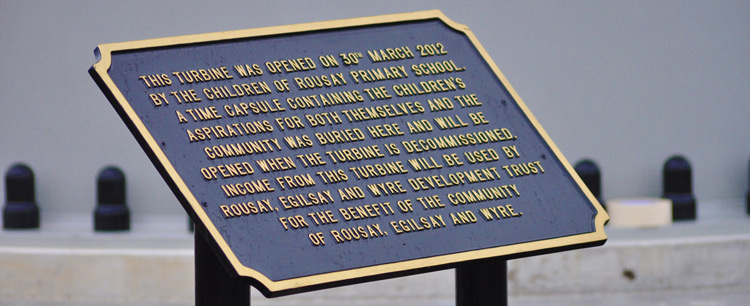 THIS TURBINE WAS OPENED ON 30TH MARCH 2012
BY THE CHILDREN OF ROUSAY PRIMARY SCHOOL.
A TIME CAPSULE CONTAINING THE CHILDREN'S
ASPIRATIONS FOR BOTH THEMSELVES AND THE
COMMUNITY WAS BURIED HERE AND WILL BE
OPENED WHEN THE TURBINE IS DECOMMISSIONED.
INCOME FROM THIS TURBINE WILL BE USED BY
ROUSAY, EGILSAY AND WYRE DEVELOPMENT TRUST
FOR THE BENEFIT OF THE COMMUNITY
OF ROUSAY, EGILSAY AND WYRE.